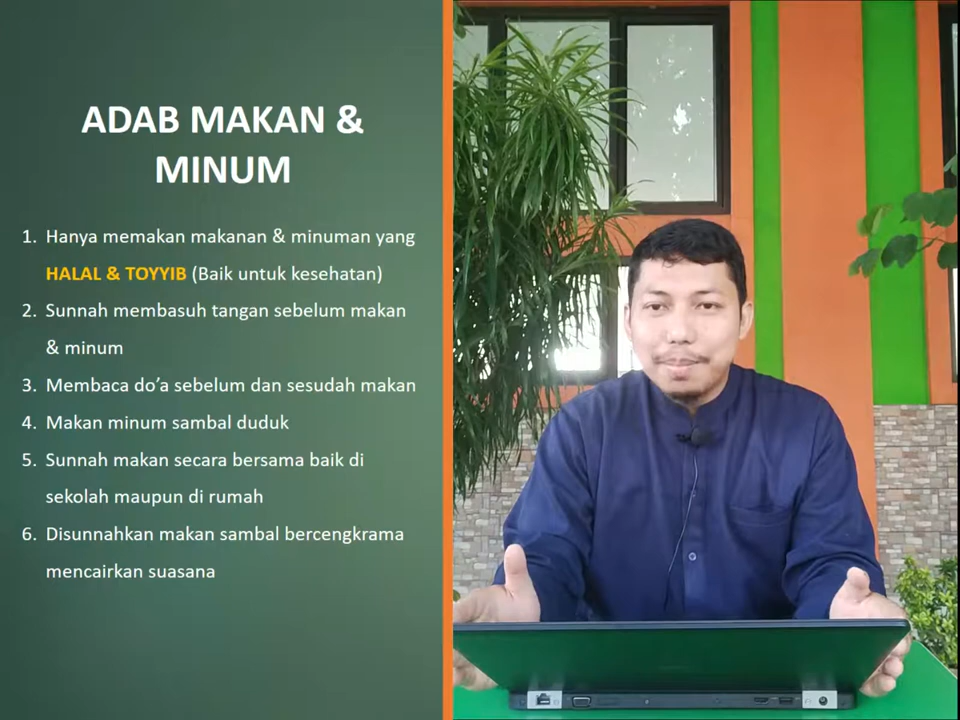 ADAB MAKAN &
MINUM
1. Hanya memakan makanan & minuman yang
HALAL & TOYYIB (Baik untuk kesehatan)
2. Sunnah membasuh tangan sebelum makan
& minum
3. Membaca do’a sebelum dan sesudah makan
4. Makan minum sambal duduk
5. Sunnah makan secara bersama baik di
sekolah maupun di rumah
6. Disunnahkan makan sambal bercengkrama
mencairkan suasana